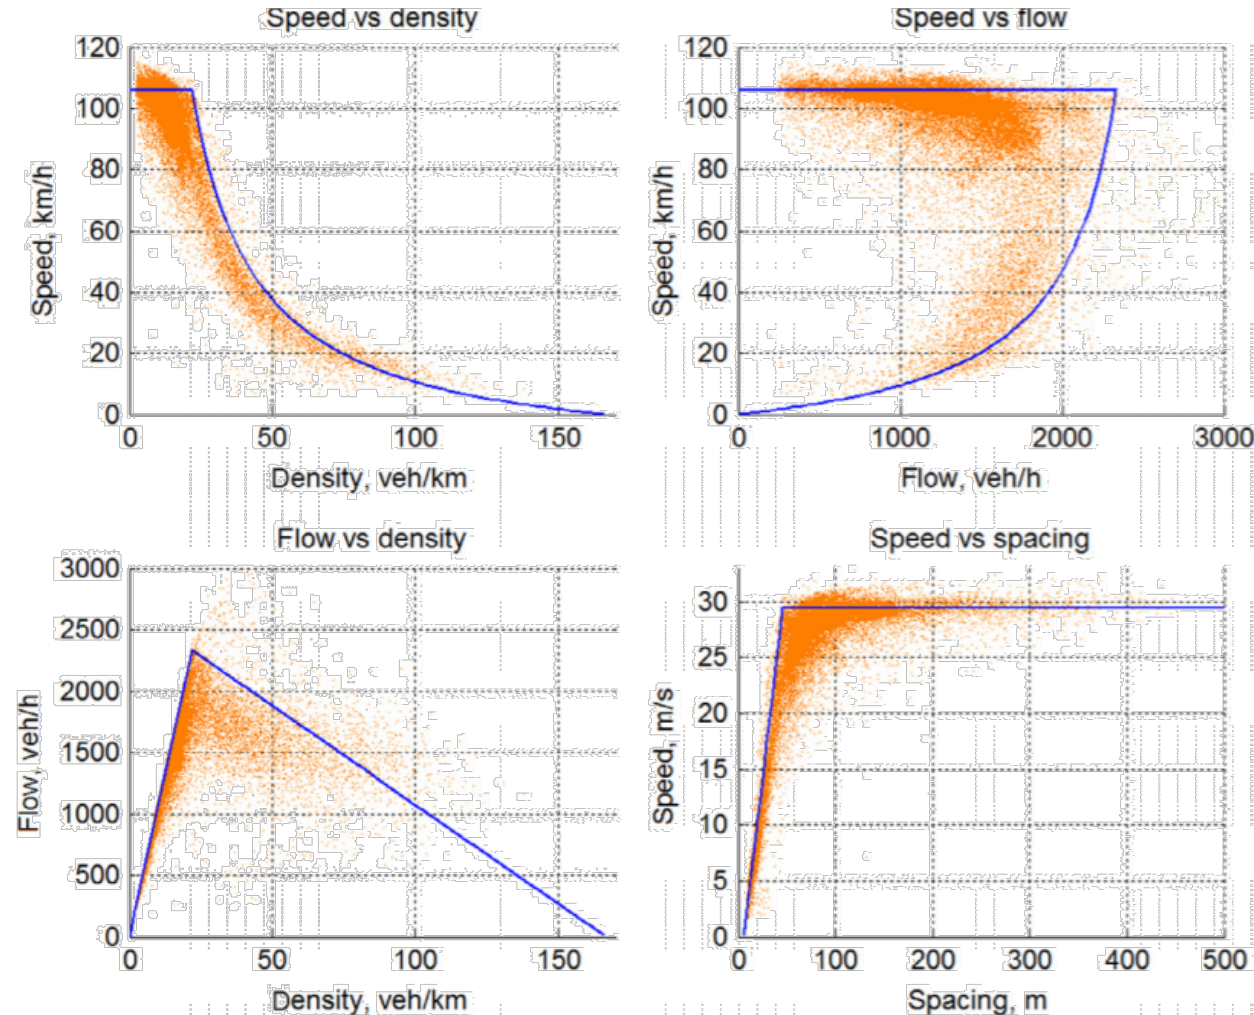 Speed vs density
120
100
80
60
40
20
0
Speed, km/h
0 50 100 150
Density, veh/km
Speed vs flow
120
100
80
60
40
20
0
Speed, km/h
0 1000 2000 3000
Flow, veh/h
Flow vs density
3000
2500
2000
1500
1000
500
0
Flow, veh/h
0 50 100 150
Density, veh/km
Speed vs spacing
30
25
20
15
10
5
0
Speed, m/s
0 100 200 300 400 500
Spacing, m